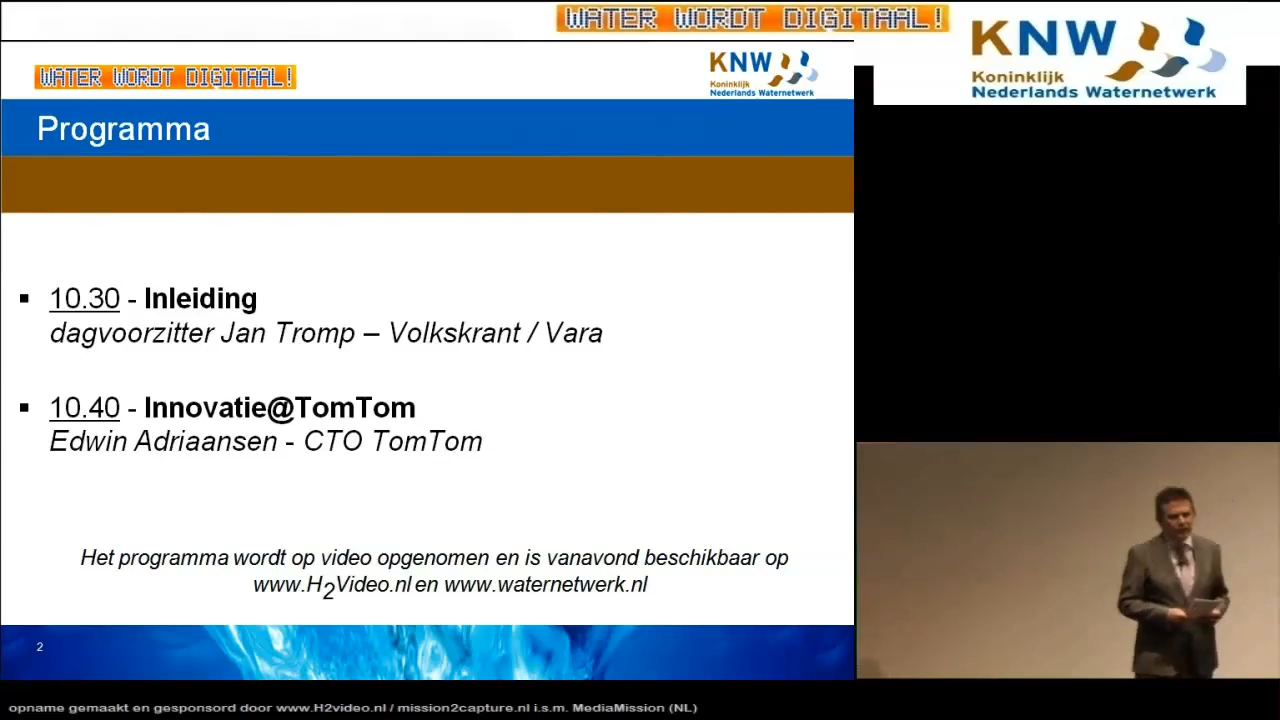 WATER WORDT DIGITAAL!
KNW
Koninklijk
Nederlands Waternetwerk
WATER WORDT DIGITAAL!
KNW
Koninklijk
Nederlands Waternetwerk
Programma
▪ 10.30 - Inleiding
dagvoorzitter Jan Tromp – Volkskrant / Vara
▪ 10.40 - Innovatie@TomTom
Edwin Adriaansen - CTO TomTom
Het programma wordt op video opgenomen en is vanavond beschikbaar op
www.H2Video.nl en www.waternetwerk.nl
2
opname gemaakt en gesponsord door www.H2video.nl / mission2capture.nl i.s.m. MediaMission (NL)